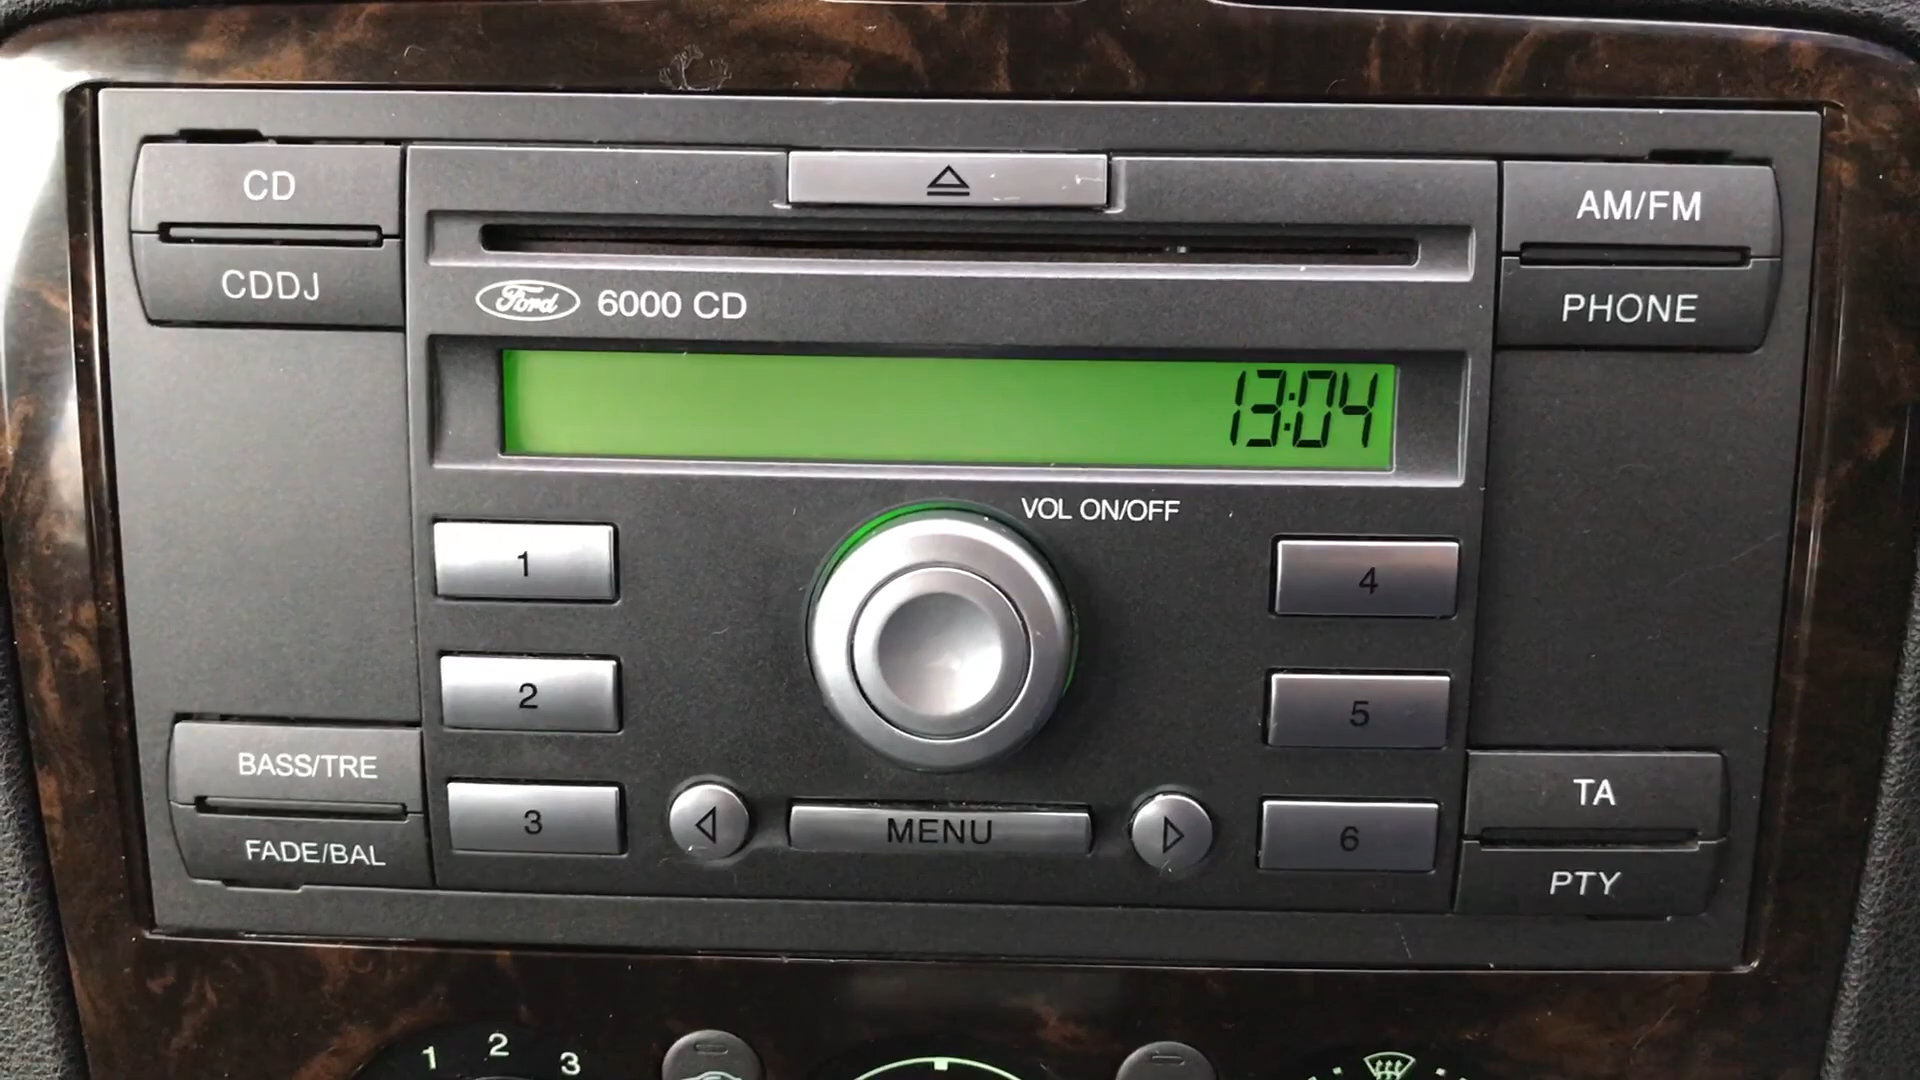 CD
AM/FM
CDDJ
Ford 6000 CD
PHONE
13:04
VOL ON/OFF
1
4
2
5
BASS/TRE
TA
3
MENU
6
FADE/BAL
PTY
1 2 3